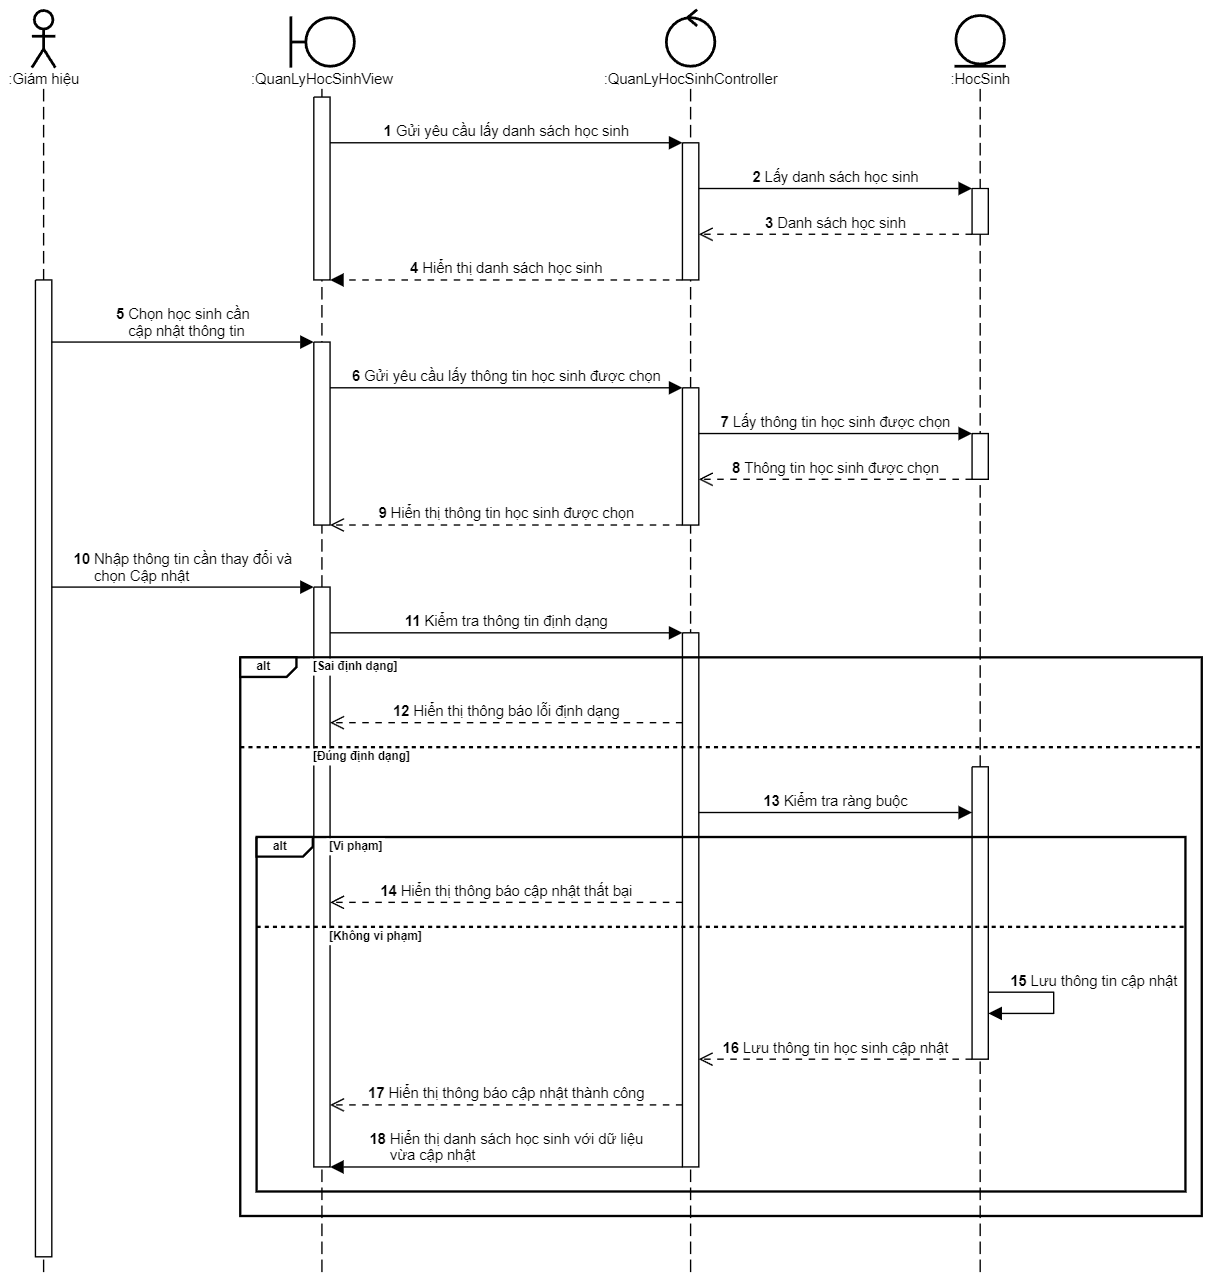 :Giám hiệu
:QuanLyHocSinhView
:QuanLyHocSinhController
:HocSinh
1 Gửi yêu cầu lấy danh sách học sinh
2 Lấy danh sách học sinh
3 Danh sách học sinh
4 Hiển thị danh sách học sinh
5 Chọn học sinh cần
cập nhật thông tin
6 Gửi yêu cầu lấy thông tin học sinh được chọn
7 Lấy thông tin học sinh được chọn
8 Thông tin học sinh được chọn
9 Hiển thị thông tin học sinh được chọn
10 Nhập thông tin cần thay đổi và
chọn Cập nhật
11 Kiểm tra thông tin định dạng
alt [Sai định dạng]
12 Hiển thị thông báo lỗi định dạng
[Đúng định dạng]
13 Kiểm tra ràng buộc
alt [Vi phạm]
14 Hiển thị thông báo cập nhật thất bại
[Không vi phạm]
15 Lưu thông tin cập nhật
16 Lưu thông tin học sinh cập nhật
17 Hiển thị thông báo cập nhật thành công
18 Hiển thị danh sách học sinh với dữ liệu
vừa cập nhật